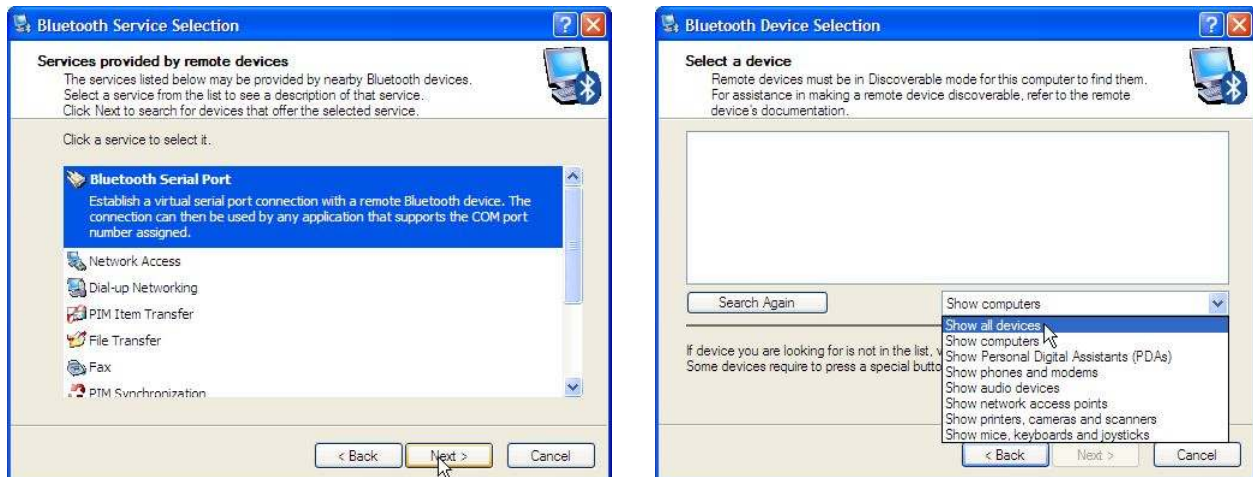 Bluetooth Service Selection
Services provided by remote devices
The services listed below may be provided by nearby Bluetooth devices.
Select a service from the list to see a description of that service.
Click Next to search for devices that offer the selected service.
Click a service to select it.
Bluetooth Serial Port
Establish a virtual serial port connection with a remote Bluetooth device. The
connection can then be used by any application that supports the COM port
number assigned.
Network Access
Dial-up Networking
PIM Item Transfer
File Transfer
Fax
PIM Synchronization
< Back
Next >
Cancel
Bluetooth Device Selection
Select a device
Remote devices must be in Discoverable mode for this computer to find them.
For assistance in making a remote device discoverable, refer to the remote
device's documentation.
Search Again
Show computers
Show all devices
Show computers
Show Personal Digital Assistants (PDAs)
Show phones and modems
Show audio devices
Show network access points
Show printers, cameras and scanners
Show mice, keyboards and joysticks
If device you are looking for is not in the list,
Some devices require to press a special
< Back
Next >
Cancel